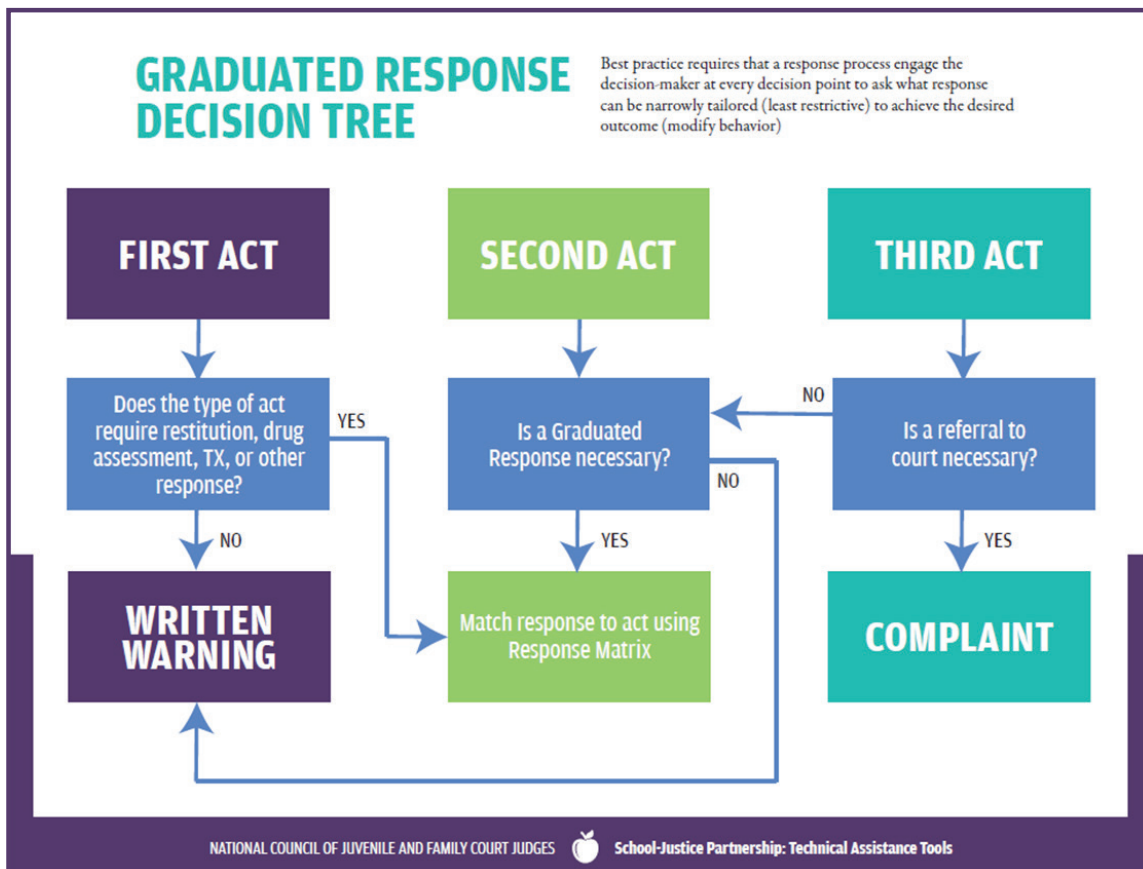 GRADUATED RESPONSE
DECISION TREE
Best practice requires that a response process engage the
decision-maker at every decision point to ask what response
can be narrowly tailored (least restrictive) to achieve the desired
outcome (modify behavior)
FIRST ACT
SECOND ACT
THIRD ACT
Does the type of act
require restitution, drug
assessment, TX, or other
response?
YES
Is a Graduated
Response necessary?
NO
NO
Is a referral to
court necessary?
NO
YES
YES
WRITTEN
WARNING
Match response to act using
Response Matrix
COMPLAINT
NATIONAL COUNCIL OF JUVENILE AND FAMILY COURT JUDGES
School-Justice Partnership: Technical Assistance Tools